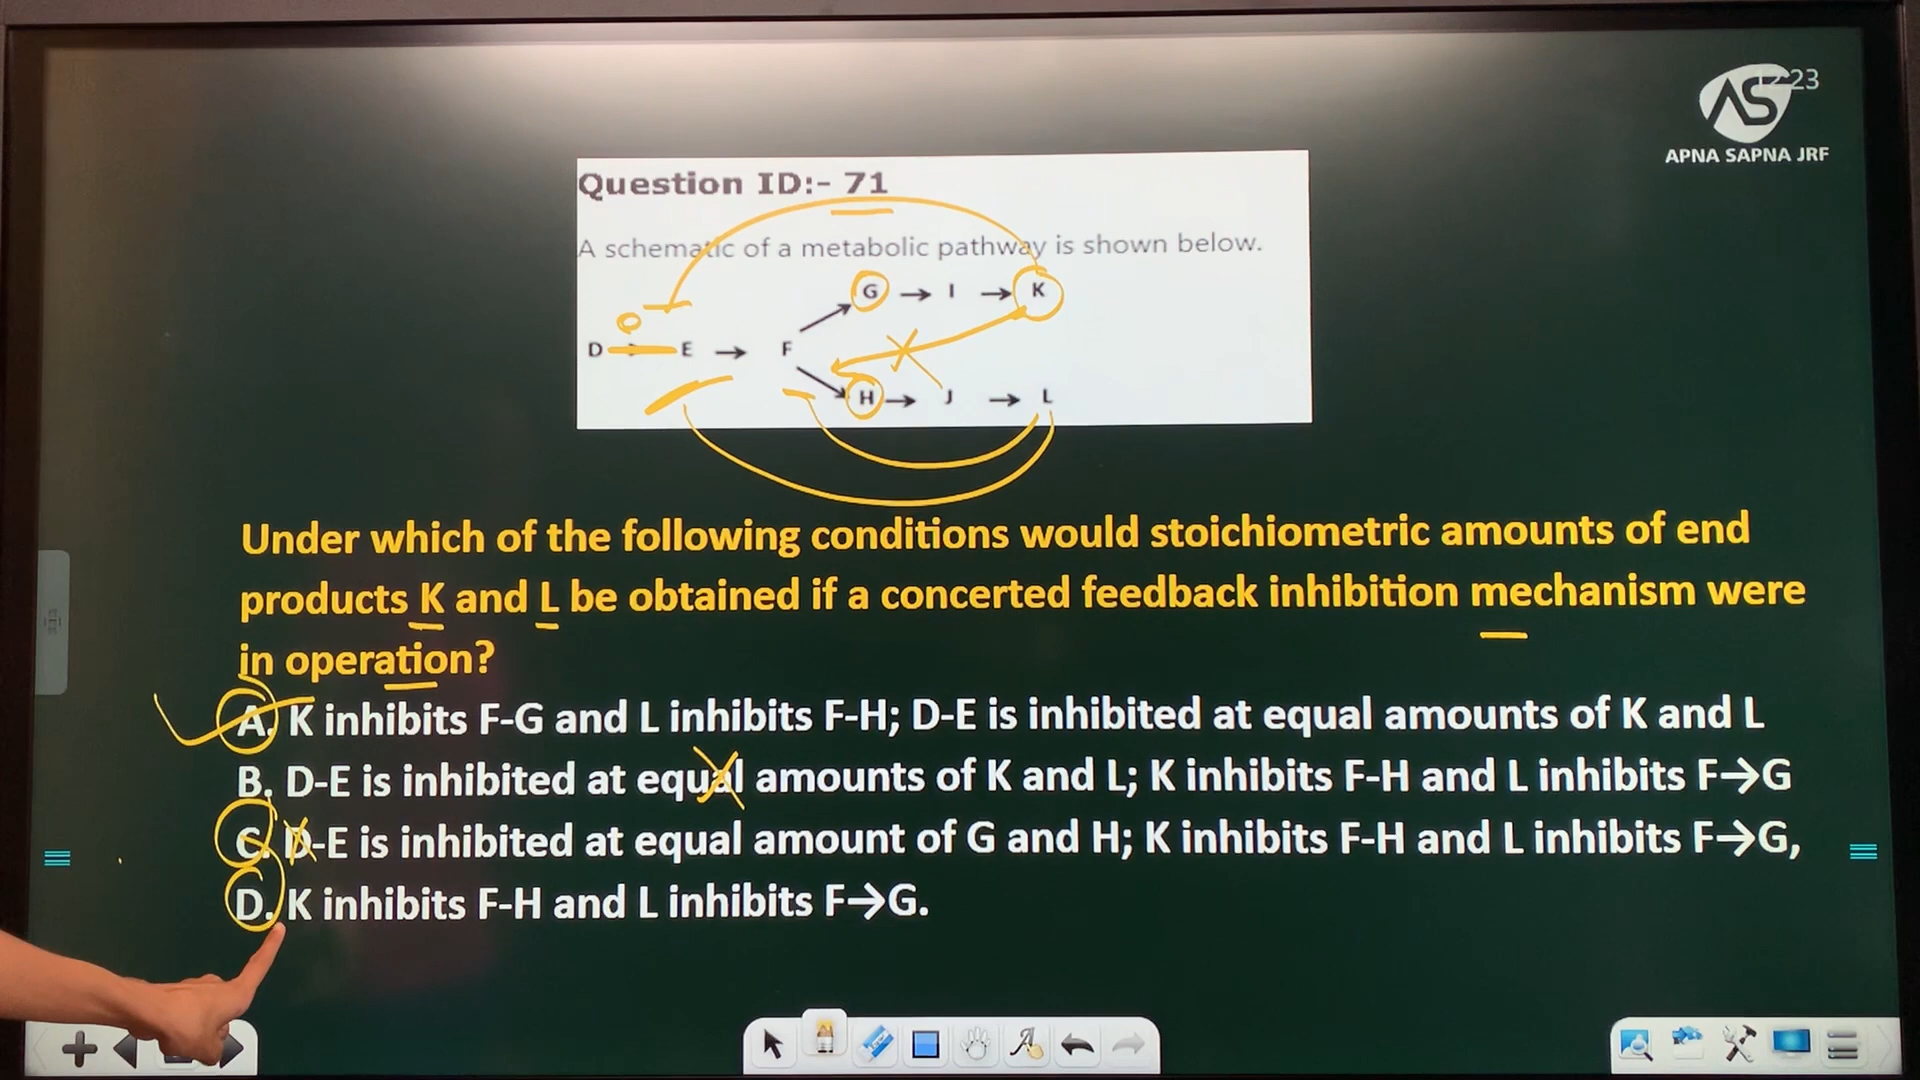 12:23
AS
APNA SAPNA JRF
Question ID:- 71
A schematic of a metabolic pathway is shown below.
G → I → K
D E → F
H → J → L
Under which of the following conditions would stoichiometric amounts of end
products K and L be obtained if a concerted feedback inhibition mechanism were
in operation?
A. K inhibits F-G and L inhibits F-H; D-E is inhibited at equal amounts of K and L
B. D-E is inhibited at equal amounts of K and L; K inhibits F-H and L inhibits F→G
C. D-E is inhibited at equal amount of G and H; K inhibits F-H and L inhibits F→G,
D. K inhibits F-H and L inhibits F→G.